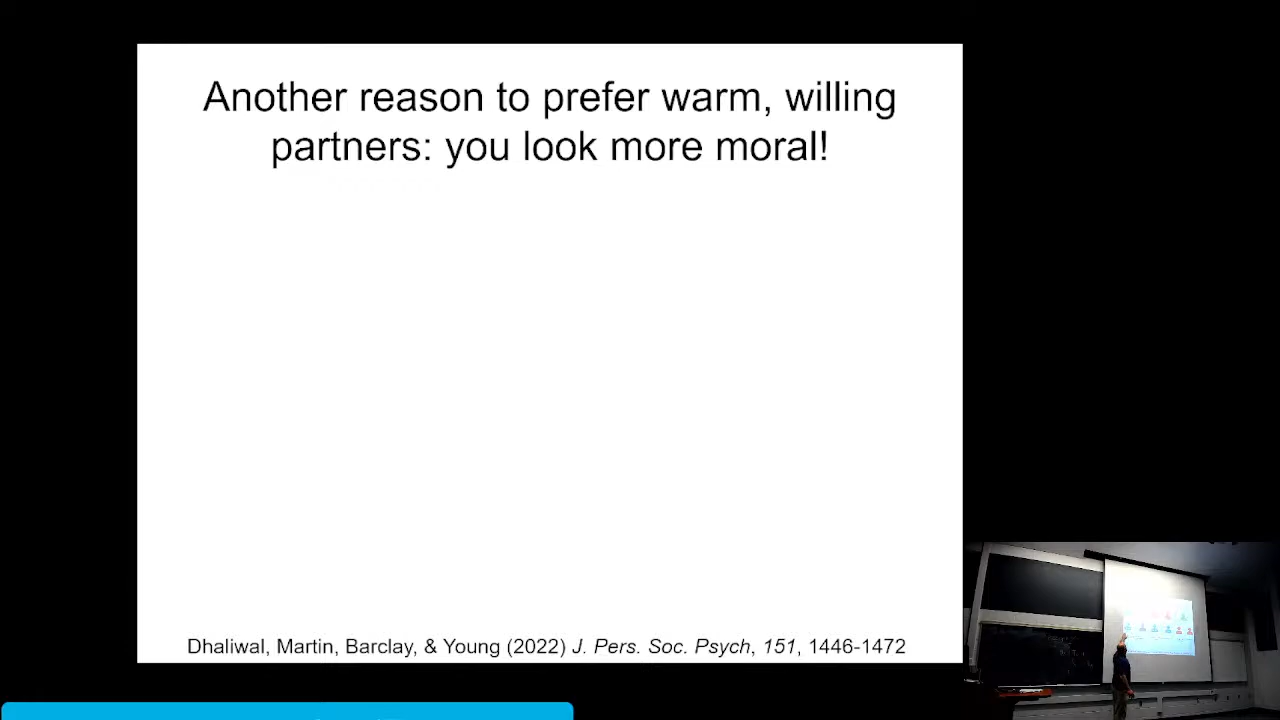 Another reason to prefer warm, willing
partners: you look more moral!
Dhaliwal, Martin, Barclay, & Young (2022) J. Pers. Soc. Psych, 151, 1446-1472